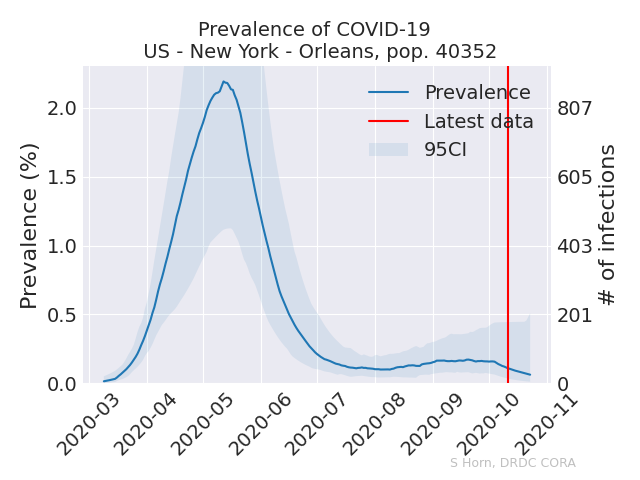 Prevalence of COVID-19
US - New York - Orleans, pop. 40352
Prevalence
Latest data
95CI
Prevalence (%)
2.0
1.5
1.0
0.5
0.0
807
605
403
201
0
# of infections
2020-03
2020-04
2020-05
2020-06
2020-07
2020-08
2020-09
2020-10
2020-11
S Horn, DRDC CORA